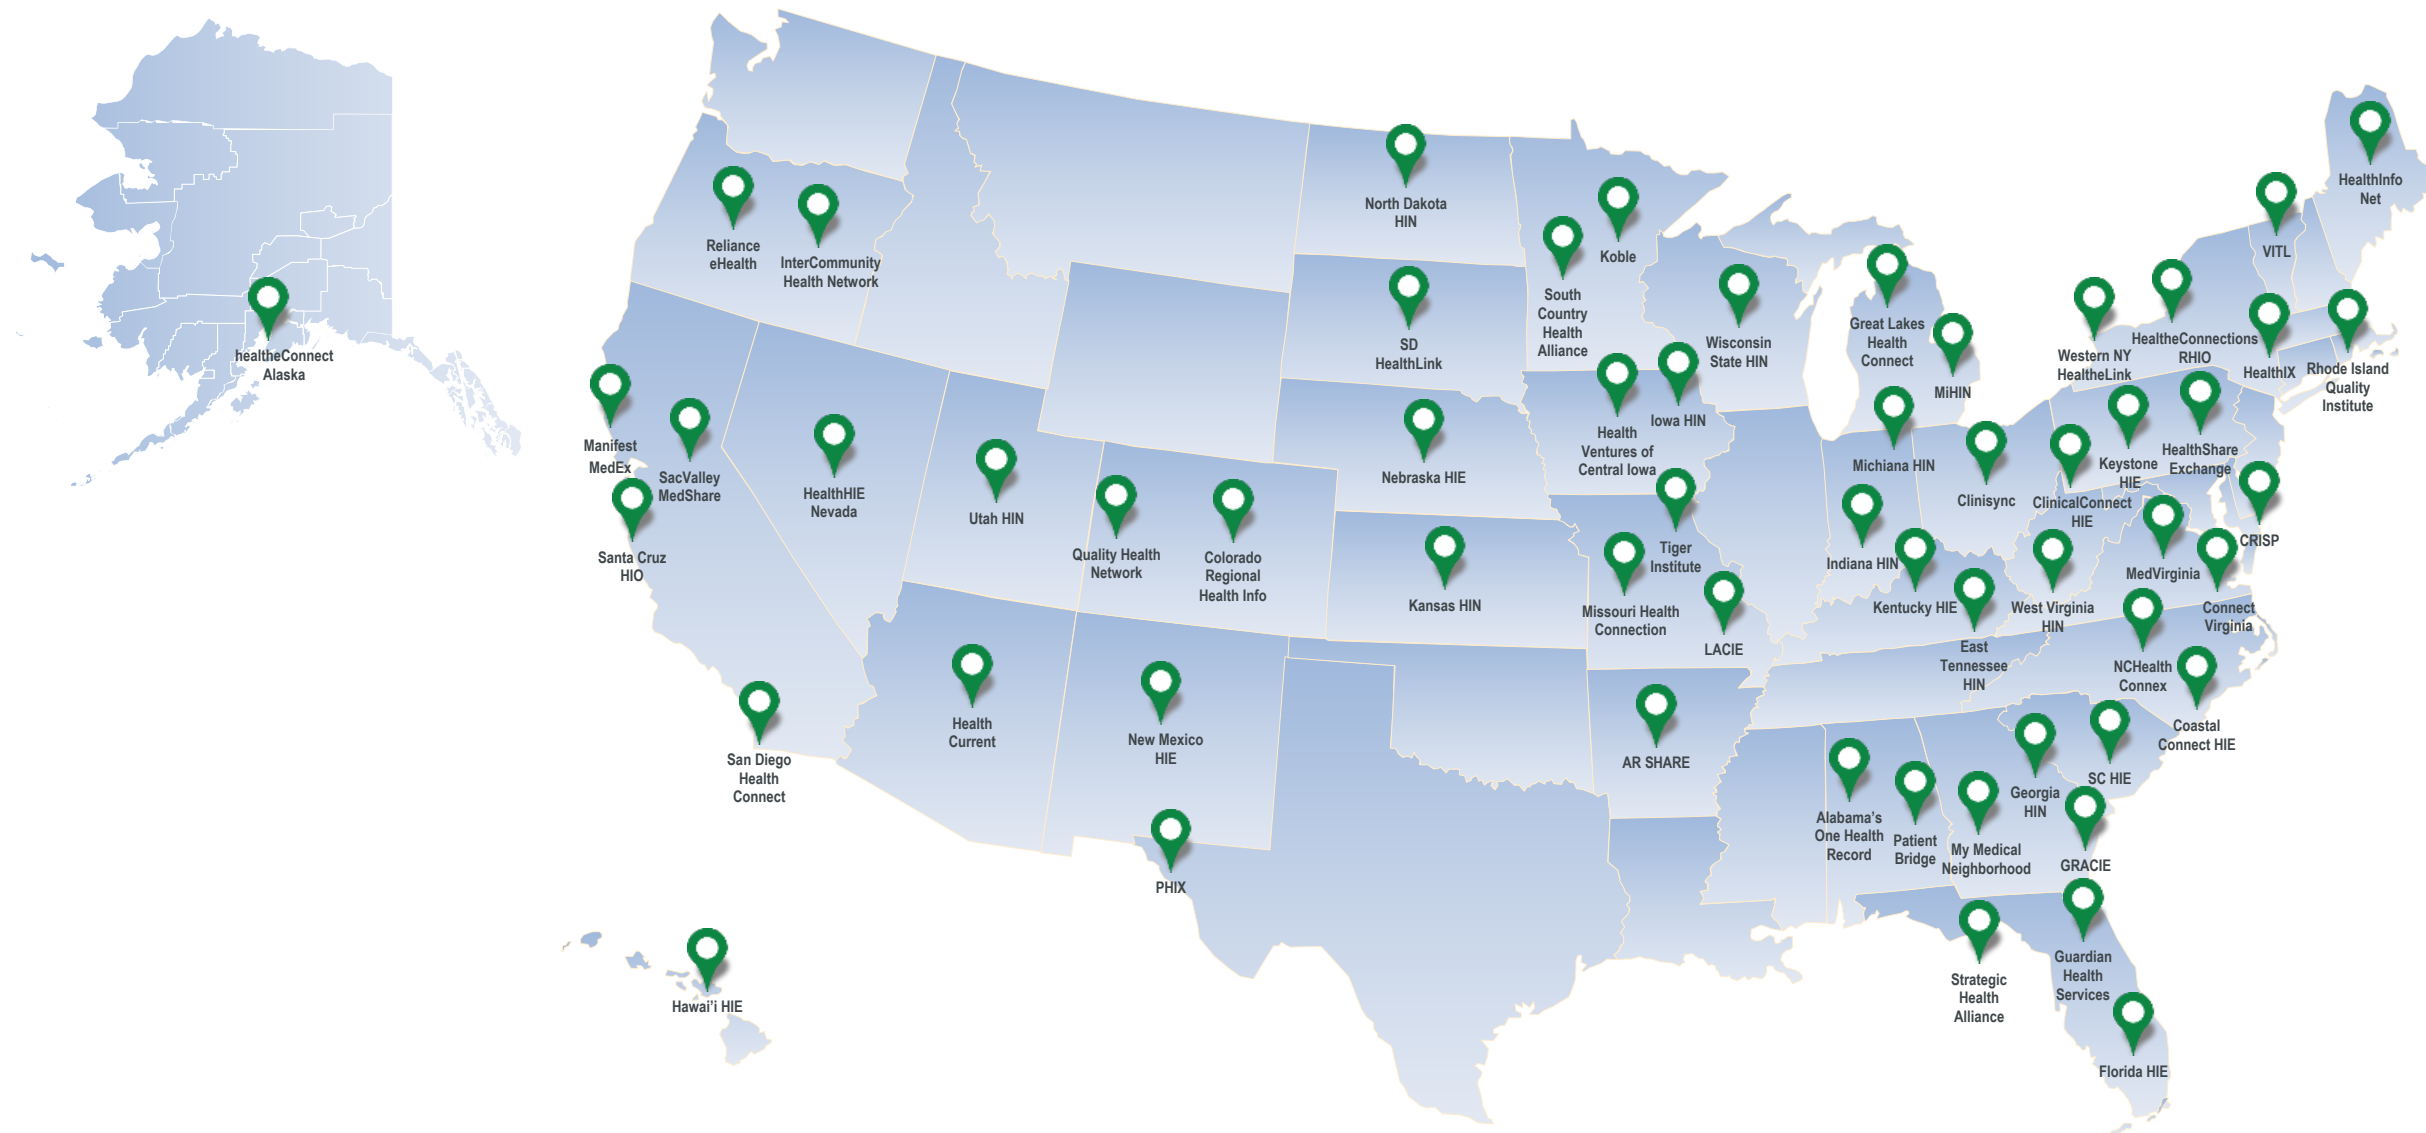 healtheConnect
Alaska
Reliance
eHealth
InterCommunity
Health Network
Manifest
MedEx
SacValley
MedShare
Santa Cruz
HIO
San Diego
Health
Connect
HealthHIE
Nevada
Utah HIN
Quality Health
Network
Colorado
Regional
Health Info
Health
Current
New Mexico
HIE
PHIX
Hawai'i HIE
North Dakota
HIN
SD
HealthLink
Nebraska HIE
Kansas HIN
South
Country
Health
Alliance
Koble
Health
Ventures of
Central Iowa
Iowa HIN
Wisconsin
State HIN
Tiger
Institute
Missouri Health
Connection
LACIE
AR SHARE
Great Lakes
Health
Connect
MiHIN
Michiana HIN
Indiana HIN
Clinisync
Kentucky HIE
East
Tennessee
HIN
Alabama's
One Health
Record
Patient
Bridge
My Medical
Neighborhood
Georgia
HIN
GRACIE
SC HIE
Strategic
Health
Alliance
Guardian
Health
Services
Florida HIE
NCHealth
Connex
Coastal
Connect HIE
West Virginia
HIN
MedVirginia
Connect
Virginia
CRISP
ClinicalConnect
HIE
Keystone
HIE
HealthShare
Exchange
Western NY
HealtheLink
HealtheConnections
RHIO
HealthIX
Rhode Island
Quality
Institute
VITL
HealthInfo
Net